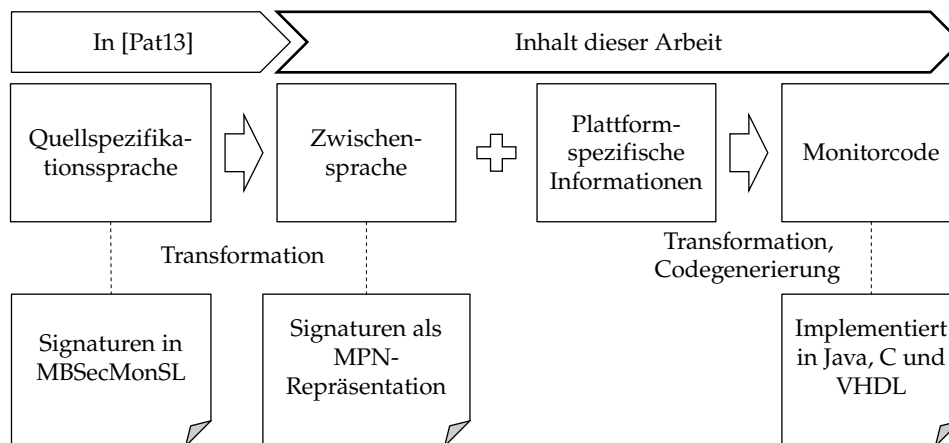 In [Pat13]
Inhalt dieser Arbeit
Quellspezifika-
tionssprache
Zwischen-
sprache
Plattform-
spezifische
Informationen
Monitorcode
Transformation
Transformation,
Codegenerierung
Signaturen in
MBSecMonSL
Signaturen als
MPN-
Repräsentation
Implementiert
in Java, C und
VHDL